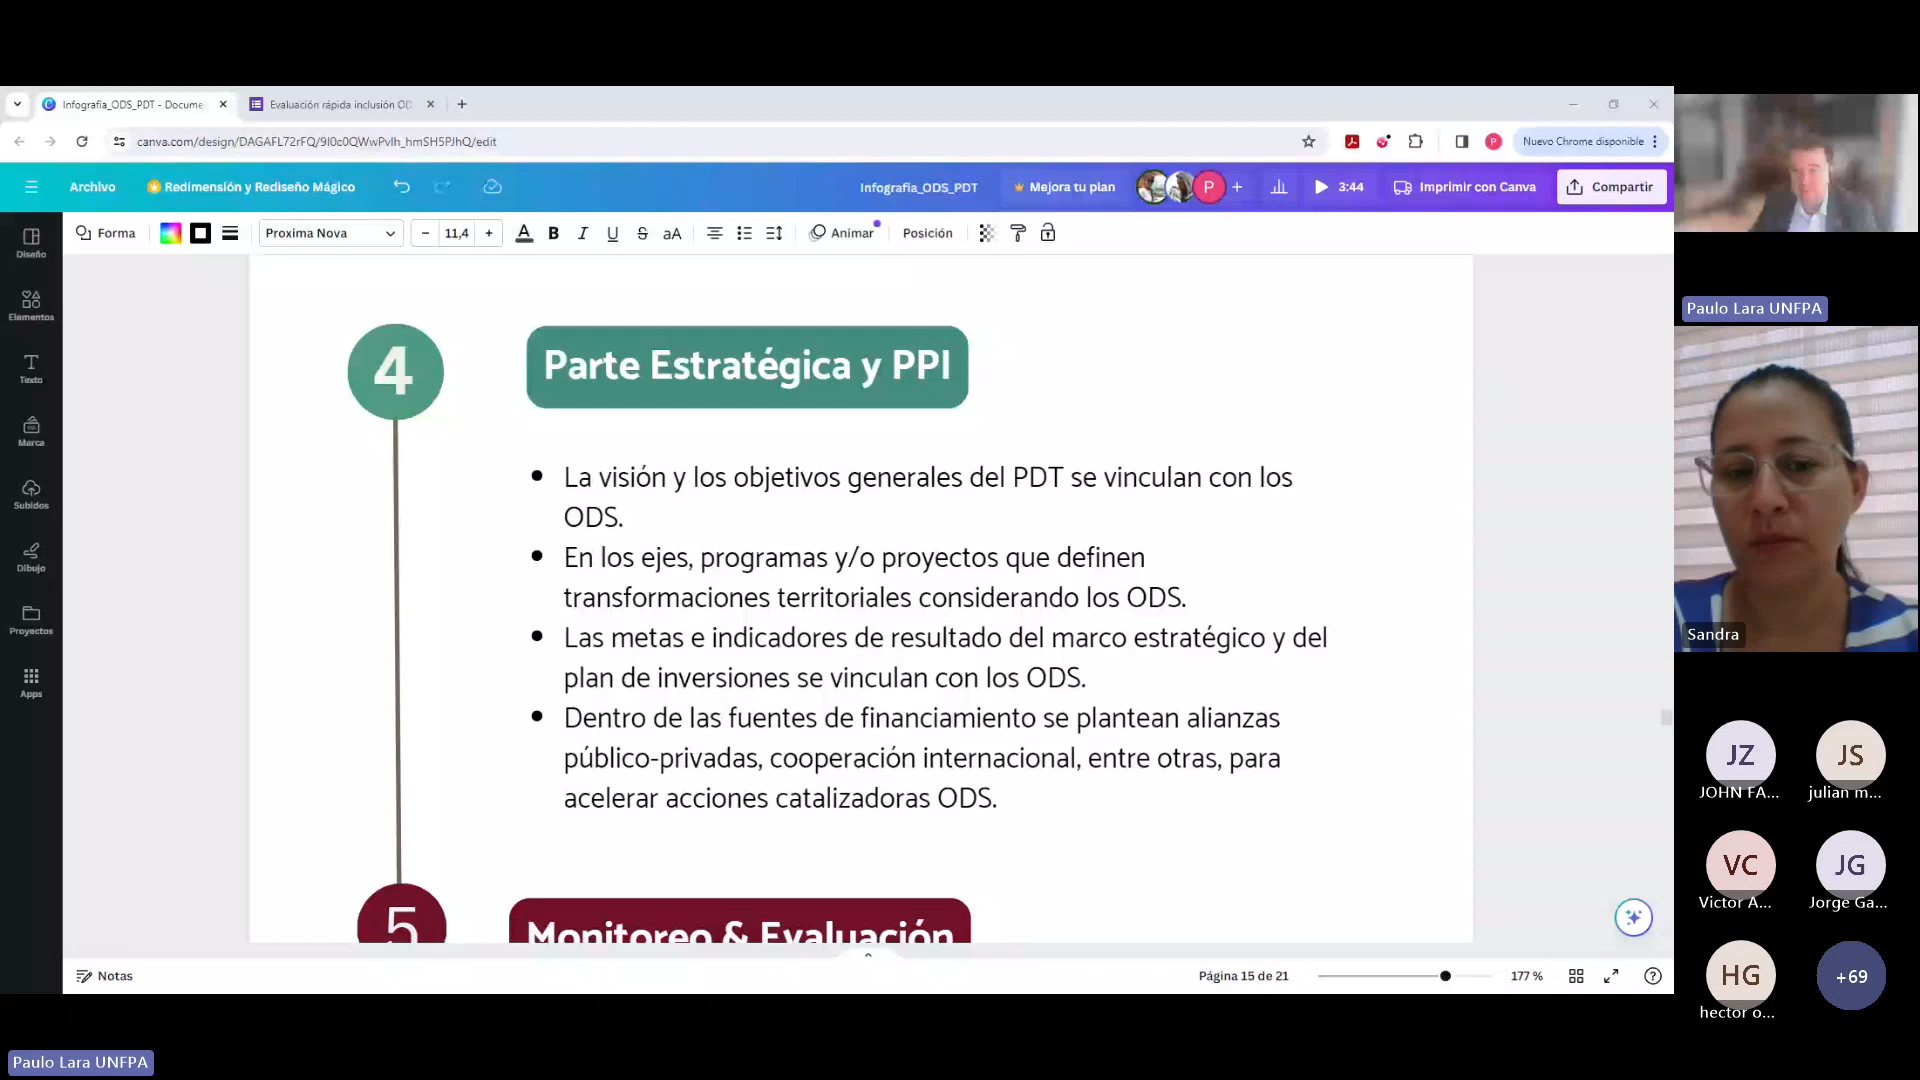 Infografia_ODS_PDT - Docume
Evaluación rápida inclusión OD
canva.com/design/DAGAFL72rFQ/9I0c0QWwPvIh_hmSH5PJhQ/edit
Nuevo Chrome disponible
Archivo
Redimensión y Rediseño Mágico
Infografia_ODS_PDT
Mejora tu plan
P
3:44
Imprimir con Canva
Compartir
Forma
Proxima Nova
11,4
Animar
Posición
Diseño
Elementos
Texto
Marca
Subidos
Dibujo
Proyectos
Apps
4
Parte Estratégica y PPI
La visión y los objetivos generales del PDT se vinculan con los
ODS.
En los ejes, programas y/o proyectos que definen
transformaciones territoriales considerando los ODS.
Las metas e indicadores de resultado del marco estratégico y del
plan de inversiones se vinculan con los ODS.
Dentro de las fuentes de financiamiento se plantean alianzas
público-privadas, cooperación internacional, entre otras, para
acelerar acciones catalizadoras ODS.
5
Monitoreo & Evaluación
Notas
Página 15 de 21
177 %
Paulo Lara UNFPA
Sandra
JZ
JOHN FA...
JS
julian m...
VC
Victor A...
JG
Jorge Ga...
HG
hector o...
+69
Paulo Lara UNFPA